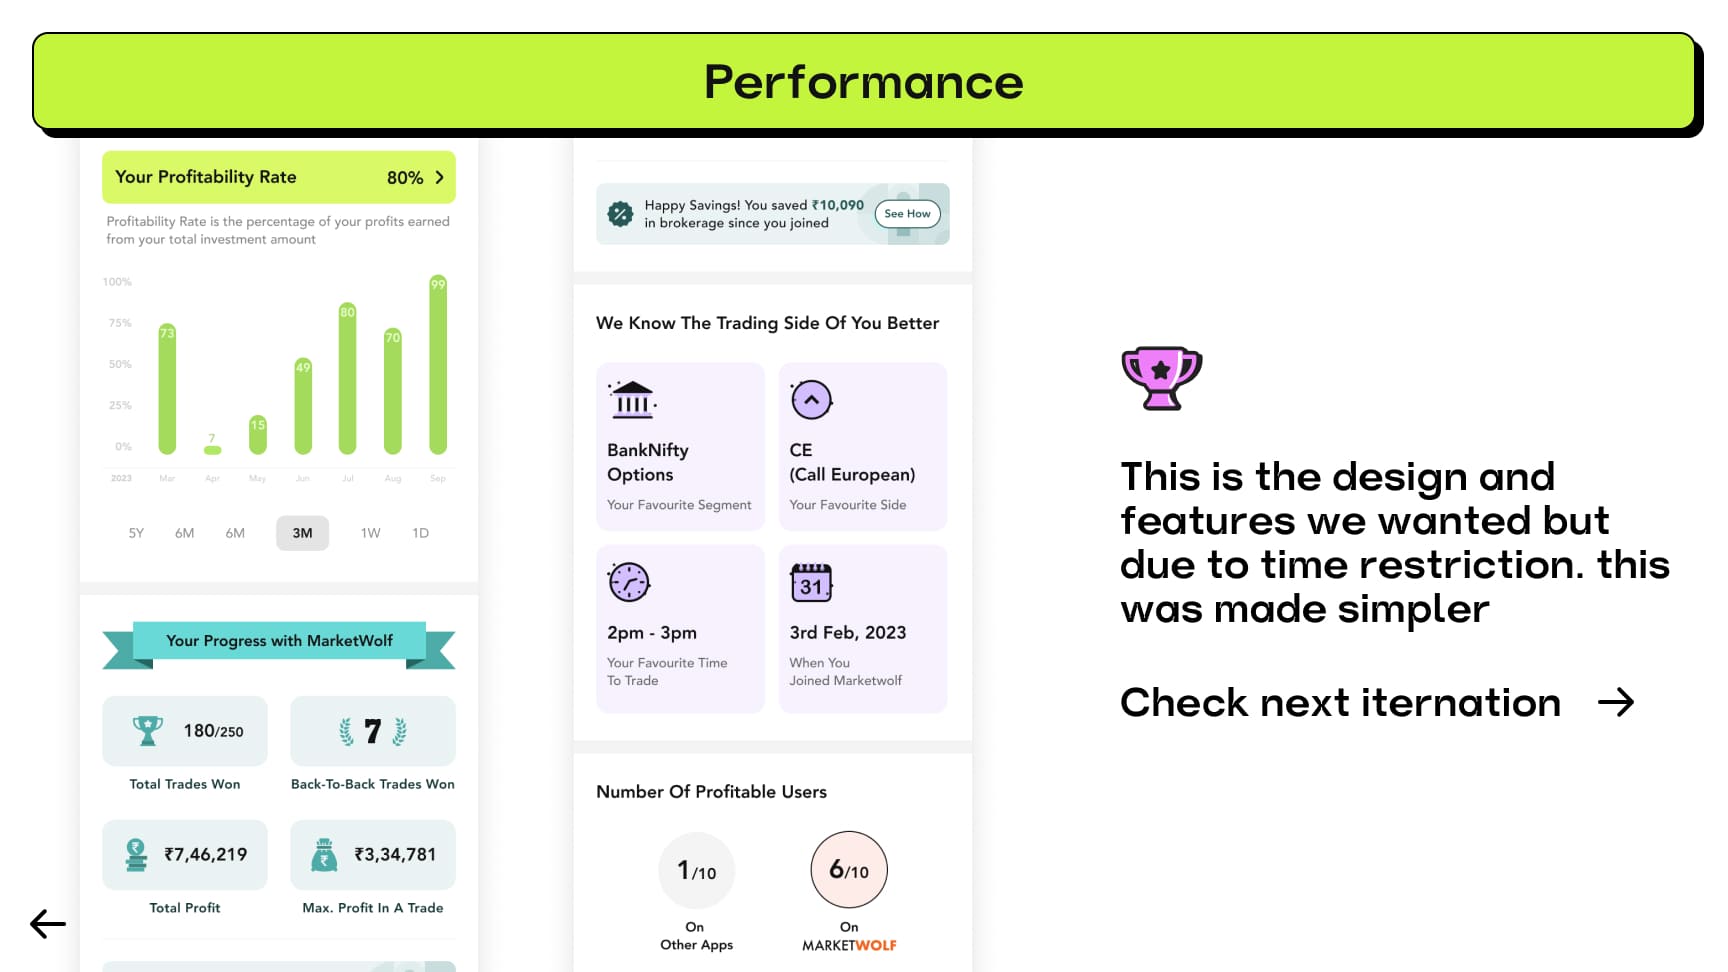 Performance
Your Profitability Rate 80%
Profitability Rate is the percentage of your profits earned
from your total investment amount
100%
75%
50%
25%
0%
73
7
15
49
80
70
99
2023 Mar Apr May Jun Jul Aug Sep
5Y 6M 6M 3M 1W 1D
Your Progress with MarketWolf
180/250
Total Trades Won
7
Back-To-Back Trades Won
₹7,46,219
Total Profit
₹3,34,781
Max. Profit In A Trade
Happy Savings! You saved ₹10,090
in brokerage since you joined
See How
We Know The Trading Side Of You Better
BankNifty
Options
Your Favourite Segment
CE
(Call European)
Your Favourite Side
2pm - 3pm
Your Favourite Time
To Trade
31
3rd Feb, 2023
When You
Joined Marketwolf
Number Of Profitable Users
1/10
On
Other Apps
6/10
On
MARKETWOLF
This is the design and
features we wanted but
due to time restriction. this
was made simpler
Check next iternation